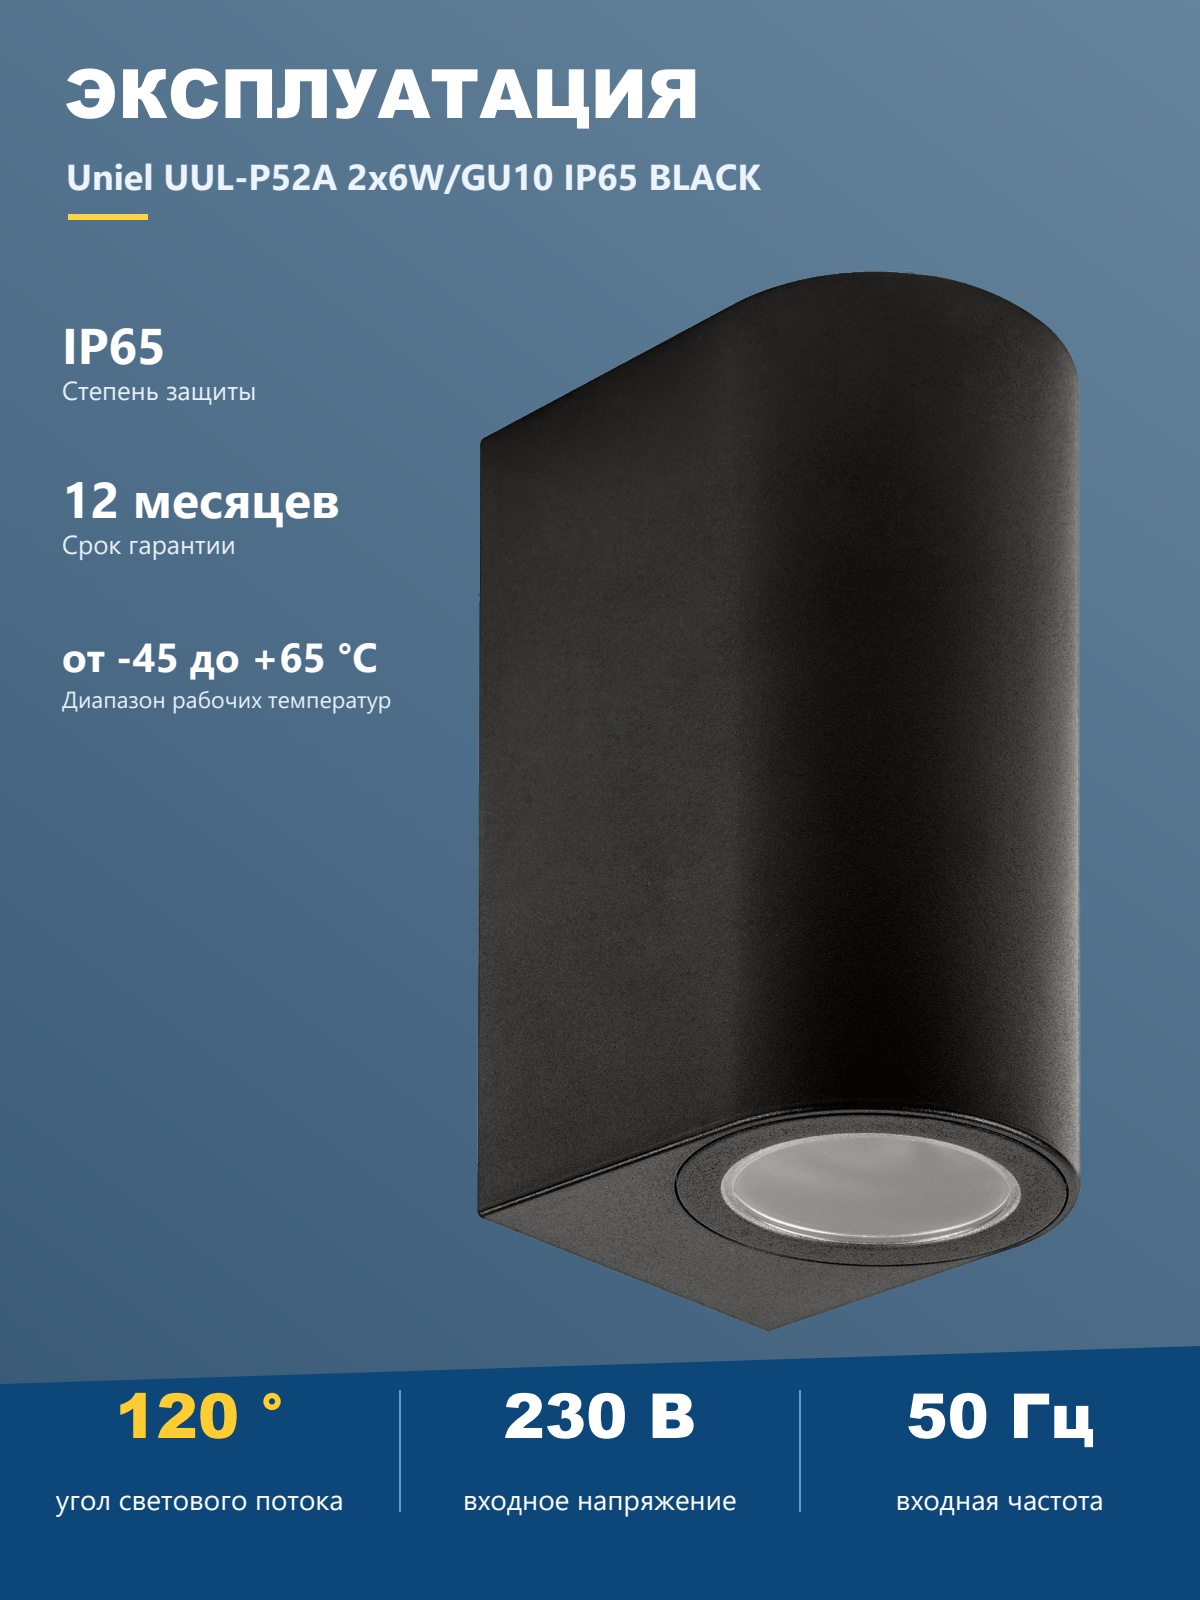 ЭКСПЛУАТАЦИЯ
Uniel UUL-P52A 2x6W/GU10 IP65 BLACK
IP65
Степень защиты
12 месяцев
Срок гарантии
от -45 до +65 °C
Диапазон рабочих температур
120 °
угол светового потока
230 В
входное напряжение
50 Гц
входная частота